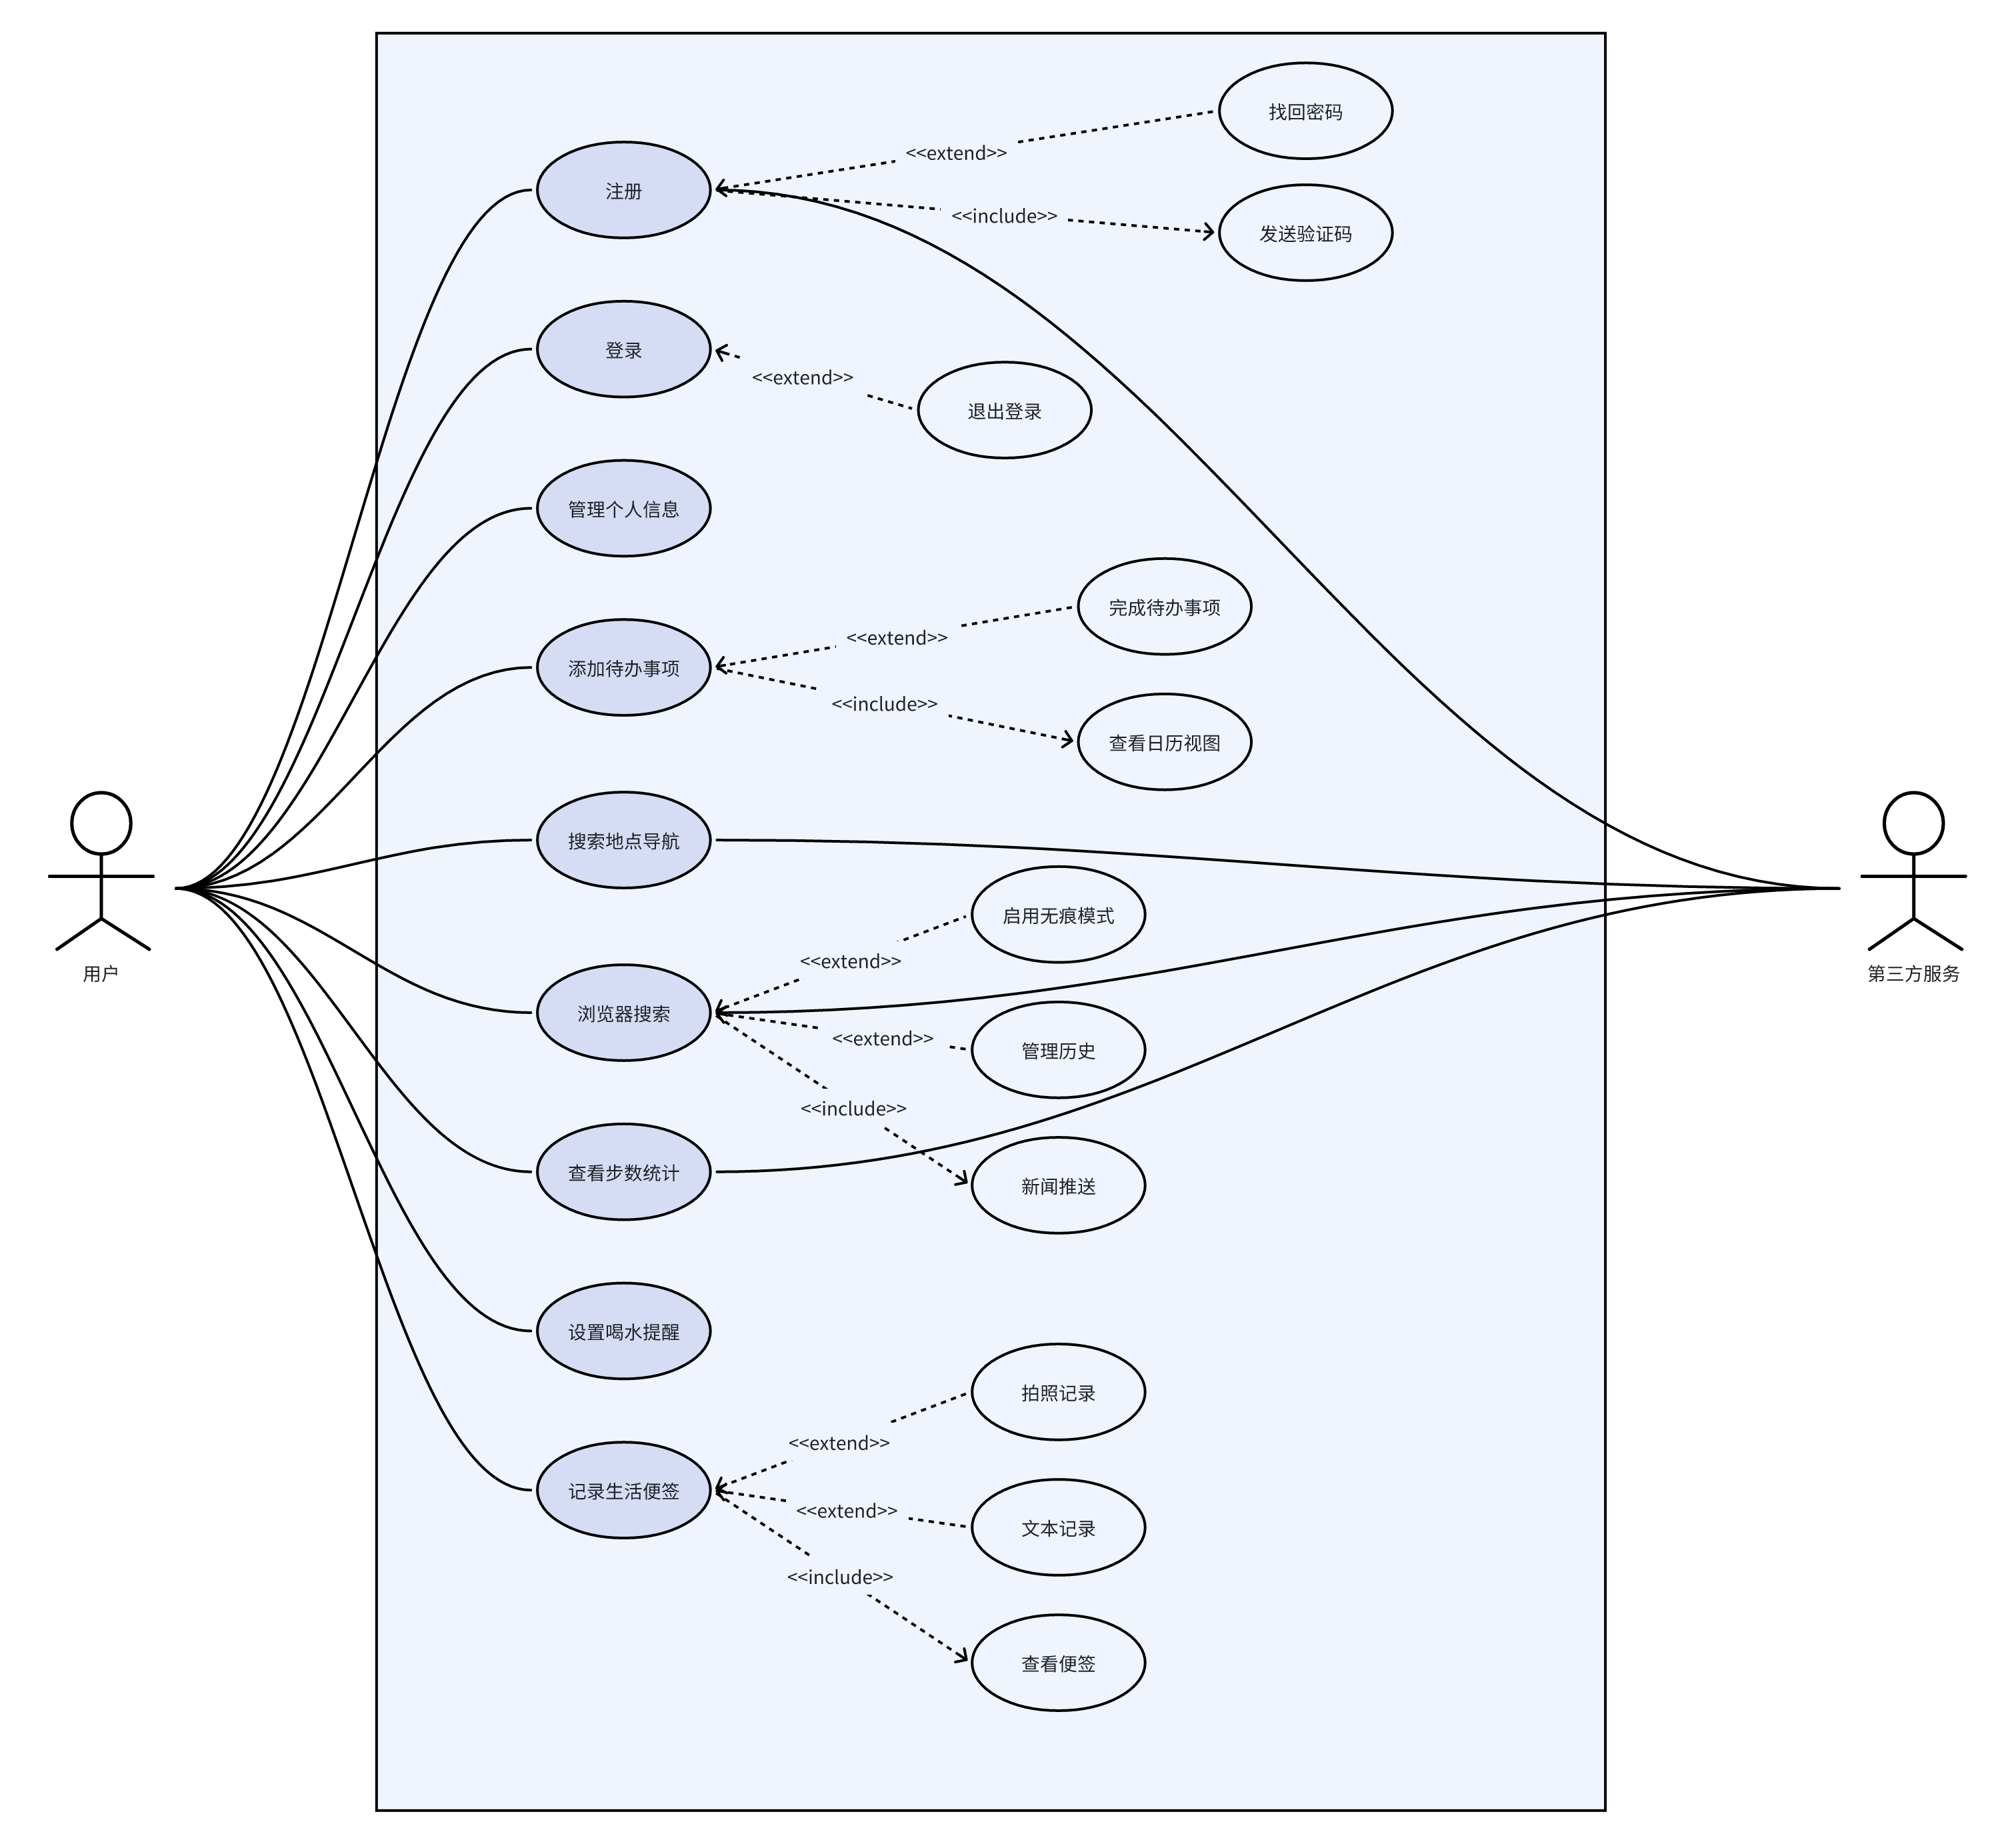 找回密码
<<extend>>
注册
<<include>>
发送验证码
登录
<<extend>>
退出登录
管理个人信息
完成待办事项
<<extend>>
添加待办事项
<<include>>
查看日历视图
搜索地点导航
启用无痕模式
<<extend>>
用户
第三方服务
浏览器搜索
<<extend>>
管理历史
<<include>>
查看步数统计
新闻推送
设置喝水提醒
拍照记录
<<extend>>
记录生活便签
<<extend>>
文本记录
<<include>>
查看便签